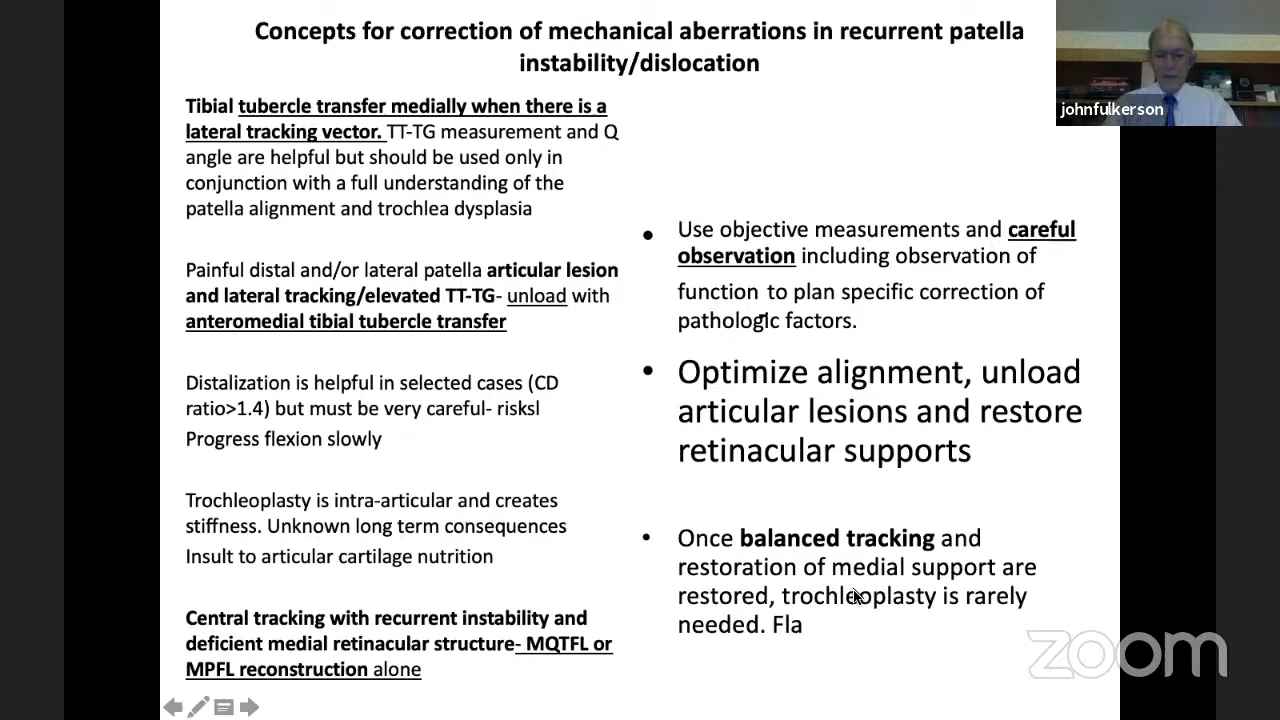 Concepts for correction of mechanical aberrations in recurrent patella
instability/dislocation
johnfulkerson
Tibial tubercle transfer medially when there is a
lateral tracking vector. TT-TG measurement and Q
angle are helpful but should be used only in
conjunction with a full understanding of the
patella alignment and trochlea dysplasia
Painful distal and/or lateral patella articular lesion
and lateral tracking/elevated TT-TG- unload with
anteromedial tibial tubercle transfer
Distalization is helpful in selected cases (CD
ratio>1.4) but must be very careful- risksl
Progress flexion slowly
Trochleoplasty is intra-articular and creates
stiffness. Unknown long term consequences
Insult to articular cartilage nutrition
Central tracking with recurrent instability and
deficient medial retinacular structure- MQTFL or
MPFL reconstruction alone
• Use objective measurements and careful
observation including observation of
function to plan specific correction of
pathologic factors.
• Optimize alignment, unload
articular lesions and restore
retinacular supports
• Once balanced tracking and
restoration of medial support are
restored, trochleoplasty is rarely
needed. Fla
zoom